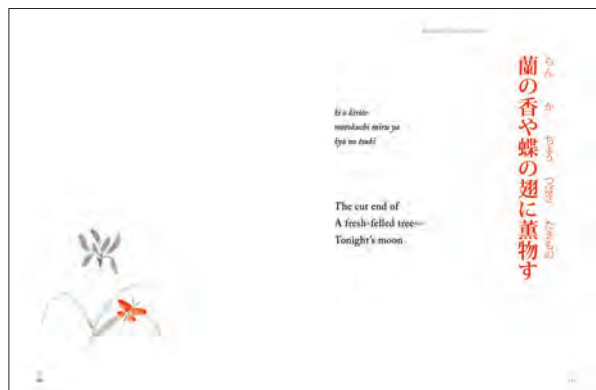 蘭の香や蝶の翅に薫物す
らん か ちょう つばさ たきもの
ki o kirite
motokuchi miru ya
kyō no tsuki
The cut end of
A fresh-felled tree—
Tonight's moon